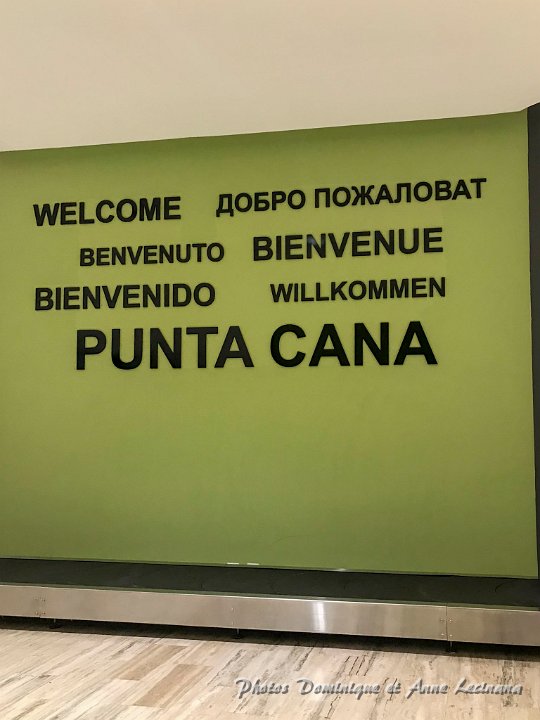 WELCOME ДОБРО ПОЖАЛОВАТ
BENVENUTO BIENVENUE
BIENVENIDO WILLKOMMEN
PUNTA CANA
Photos Dominique et Anne Lecinana